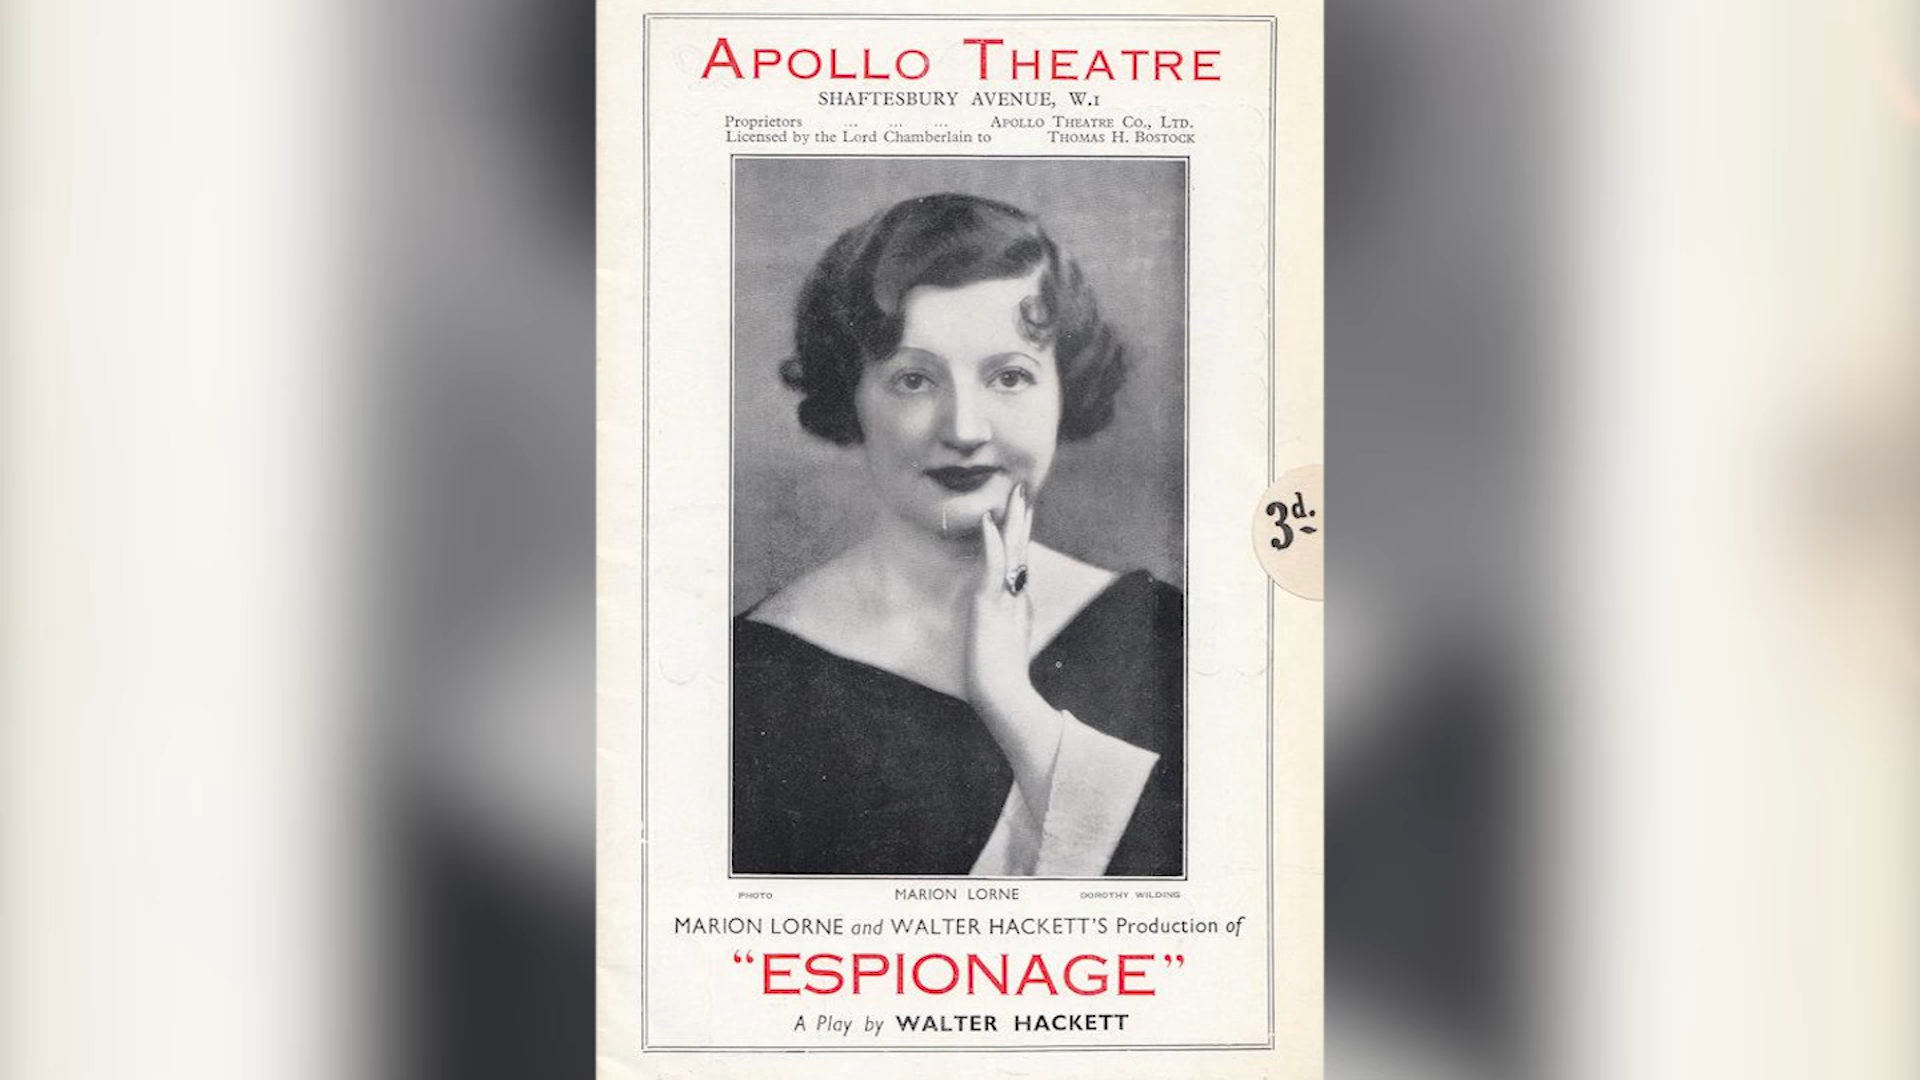 APOLLO THEATRE
SHAFTESBURY AVENUE, W.1
Proprietors ... ... ... APOLLO THEATRE CO., LTD.
Licensed by the Lord Chamberlain to THOMAS H. BOSTOCK
3d.
PHOTO MARION LORNE DOROTHY WILDING
MARION LORNE and WALTER HACKETT'S Production of
“ESPIONAGE”
A Play by WALTER HACKETT